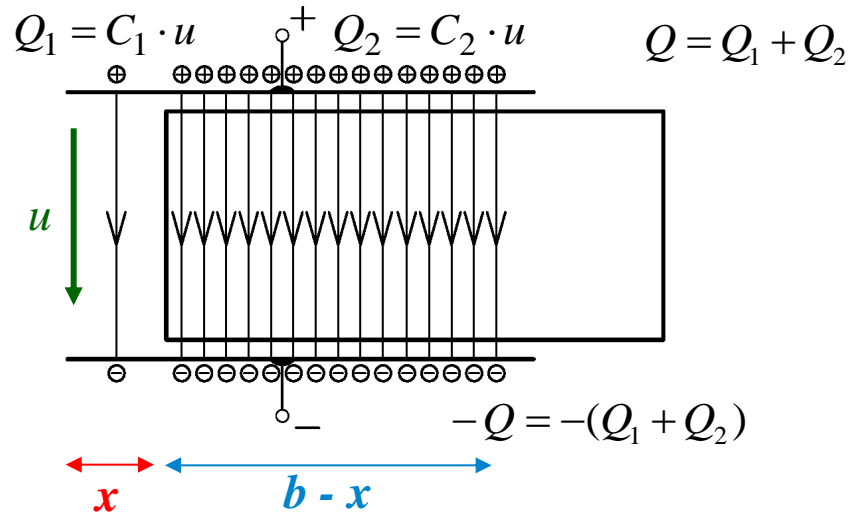 Q₁ = C₁ · u
+
Q₂ = C₂ · u
Q = Q₁ + Q₂
u
−
−Q = −(Q₁ + Q₂)
x
b - x